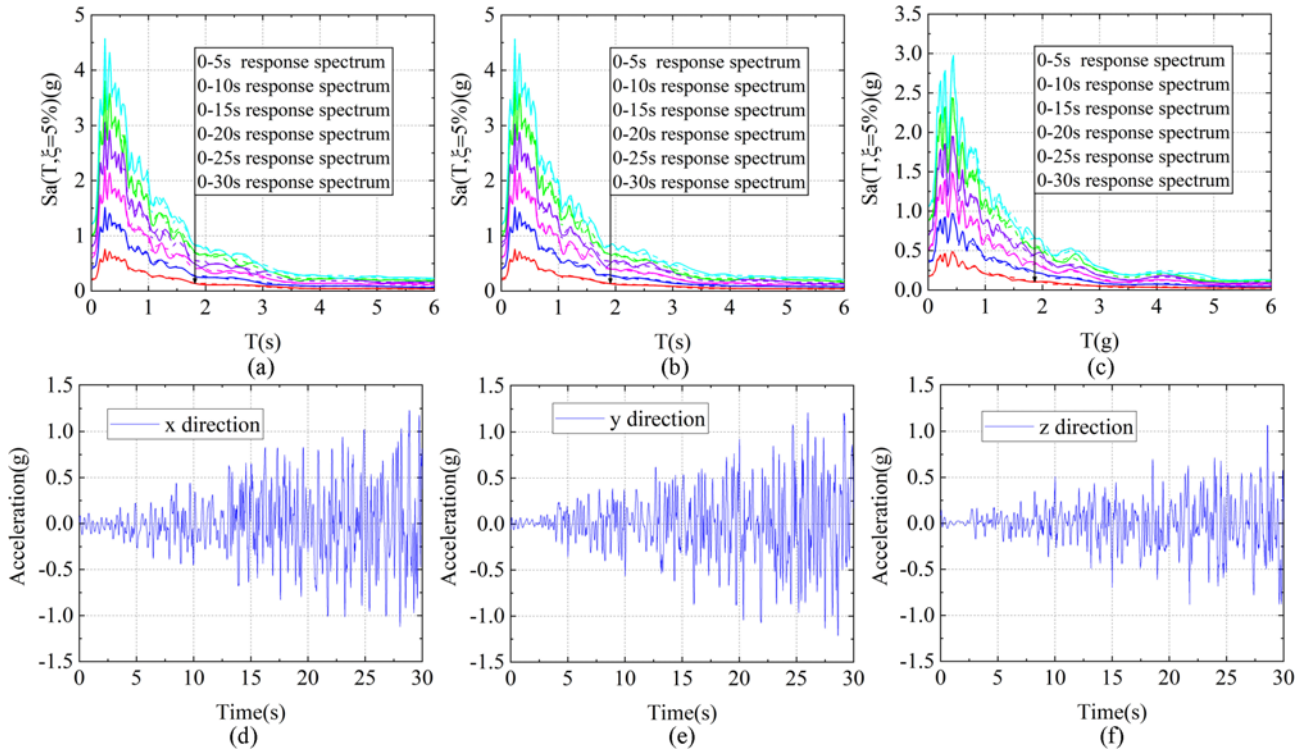 Sa(T,ξ=5%)(g)
5
4
3
2
1
0
0-5s response spectrum
0-10s response spectrum
0-15s response spectrum
0-20s response spectrum
0-25s response spectrum
0-30s response spectrum
0 1 2 3 4 5 6
T(s)
(a)
Sa(T,ξ=5%)(g)
5
4
3
2
1
0
0-5s response spectrum
0-10s response spectrum
0-15s response spectrum
0-20s response spectrum
0-25s response spectrum
0-30s response spectrum
0 1 2 3 4 5 6
T(s)
(b)
Sa(T,ξ=5%)(g)
3.5
3.0
2.5
2.0
1.5
1.0
0.5
0.0
0-5s response spectrum
0-10s response spectrum
0-15s response spectrum
0-20s response spectrum
0-25s response spectrum
0-30s response spectrum
0 1 2 3 4 5 6
T(g)
(c)
Acceleration(g)
1.5
1.0
0.5
0.0
-0.5
-1.0
-1.5
x direction
0 5 10 15 20 25 30
Time(s)
(d)
Acceleration(g)
1.5
1.0
0.5
0.0
-0.5
-1.0
-1.5
y direction
0 5 10 15 20 25 30
Time(s)
(e)
Acceleration(g)
1.5
1.0
0.5
0.0
-0.5
-1.0
-1.5
z direction
0 5 10 15 20 25 30
Time(s)
(f)